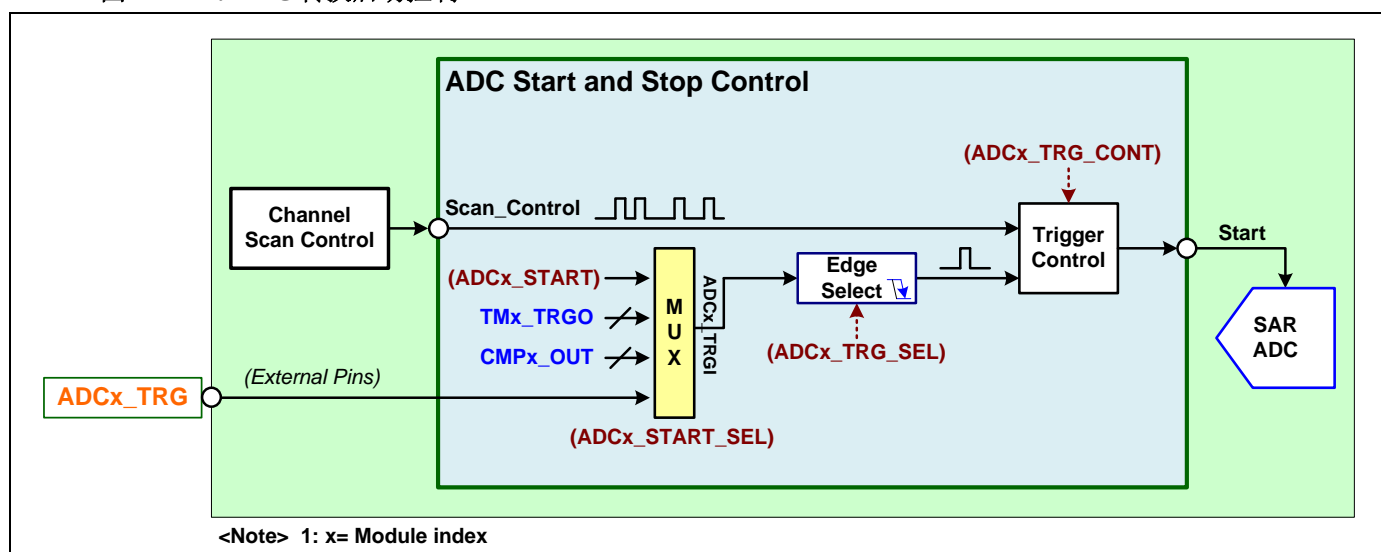 ADC Start and Stop Control
(ADCx_TRG_CONT)
Channel
Scan Control
Scan_Control
Trigger
Control
Start
(ADCx_START)
TMx_TRGO
CMPx_OUT
M
U
X
ADCx_TRGI
Edge
Select
(ADCx_TRG_SEL)
SAR
ADC
ADCx_TRG
(External Pins)
(ADCx_START_SEL)
<Note> 1: x= Module index